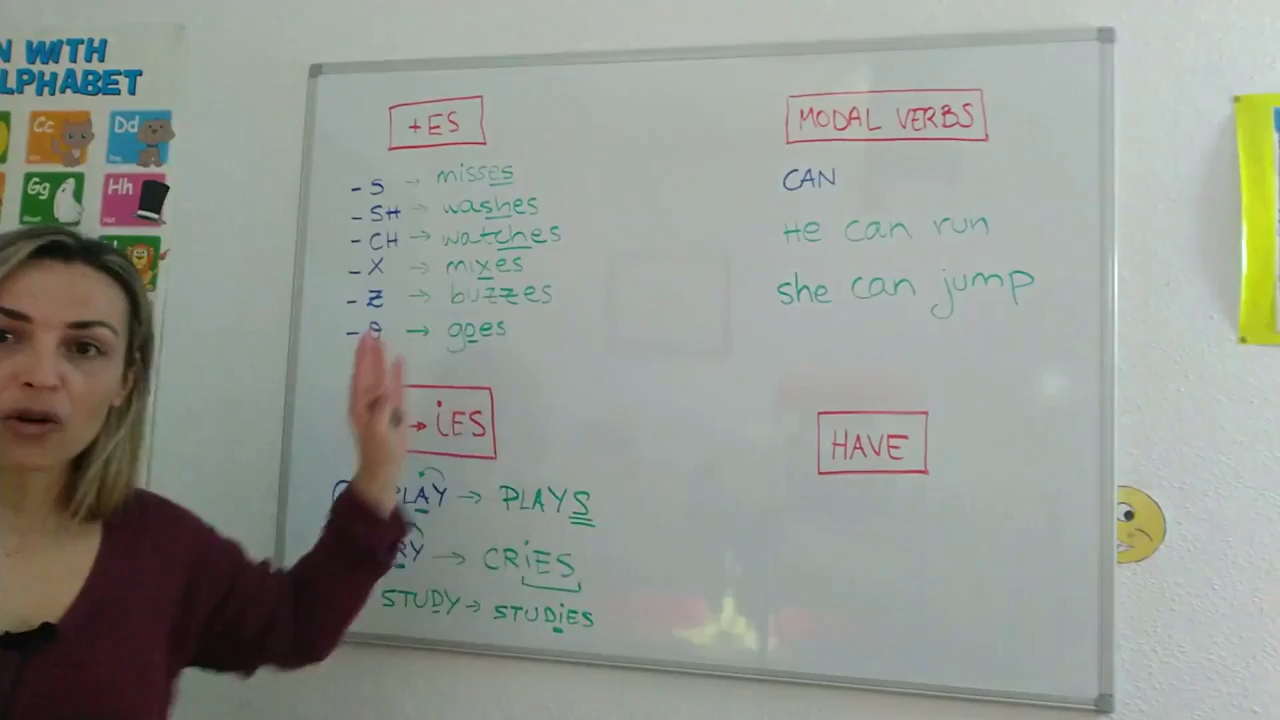 N WITH
LPHABET
Cc
Dd
Gg
Hh
+ES
- S → misses
- SH → washes
- CH → watches
- X → mixes
- Z → buzzes
- O → goes
→ iES
PLAY → PLAYS
RY → CRIES
STUDY → STUDiES
MODAL VERBS
CAN
He can run
she can jump
HAVE